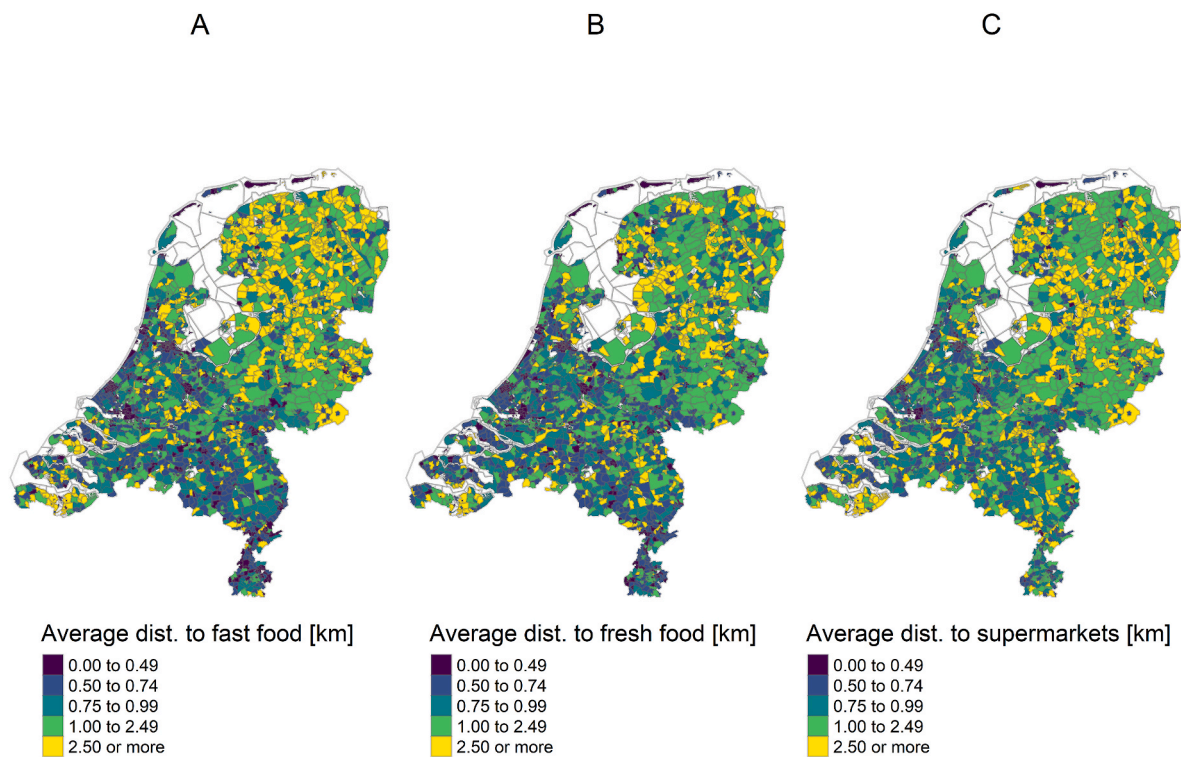 A
B
C
Average dist. to fast food [km]
0.00 to 0.49
0.50 to 0.74
0.75 to 0.99
1.00 to 2.49
2.50 or more
Average dist. to fresh food [km]
0.00 to 0.49
0.50 to 0.74
0.75 to 0.99
1.00 to 2.49
2.50 or more
Average dist. to supermarkets [km]
0.00 to 0.49
0.50 to 0.74
0.75 to 0.99
1.00 to 2.49
2.50 or more